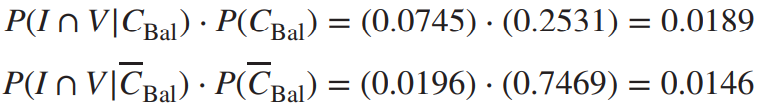 P(I ∩ V|C_Bal) · P(C_Bal) = (0.0745) · (0.2531) = 0.0189
P(I ∩ V|C̅_Bal) · P(C̅_Bal) = (0.0196) · (0.7469) = 0.0146